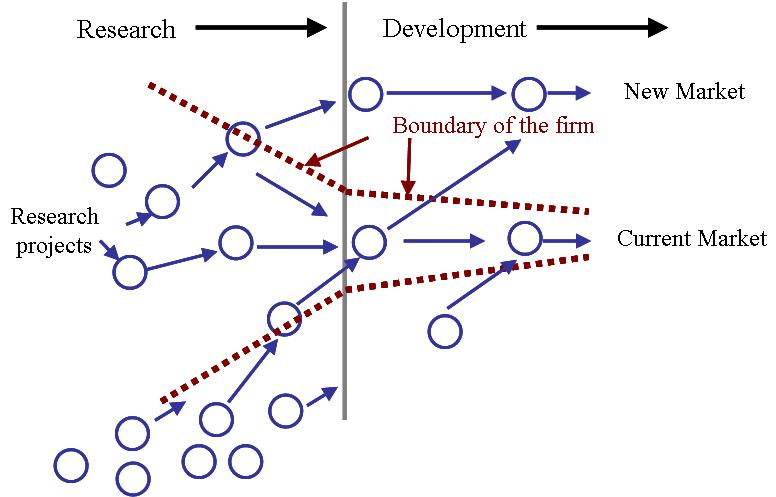 Research
Development
New Market
Boundary of the firm
Research
projects
Current Market